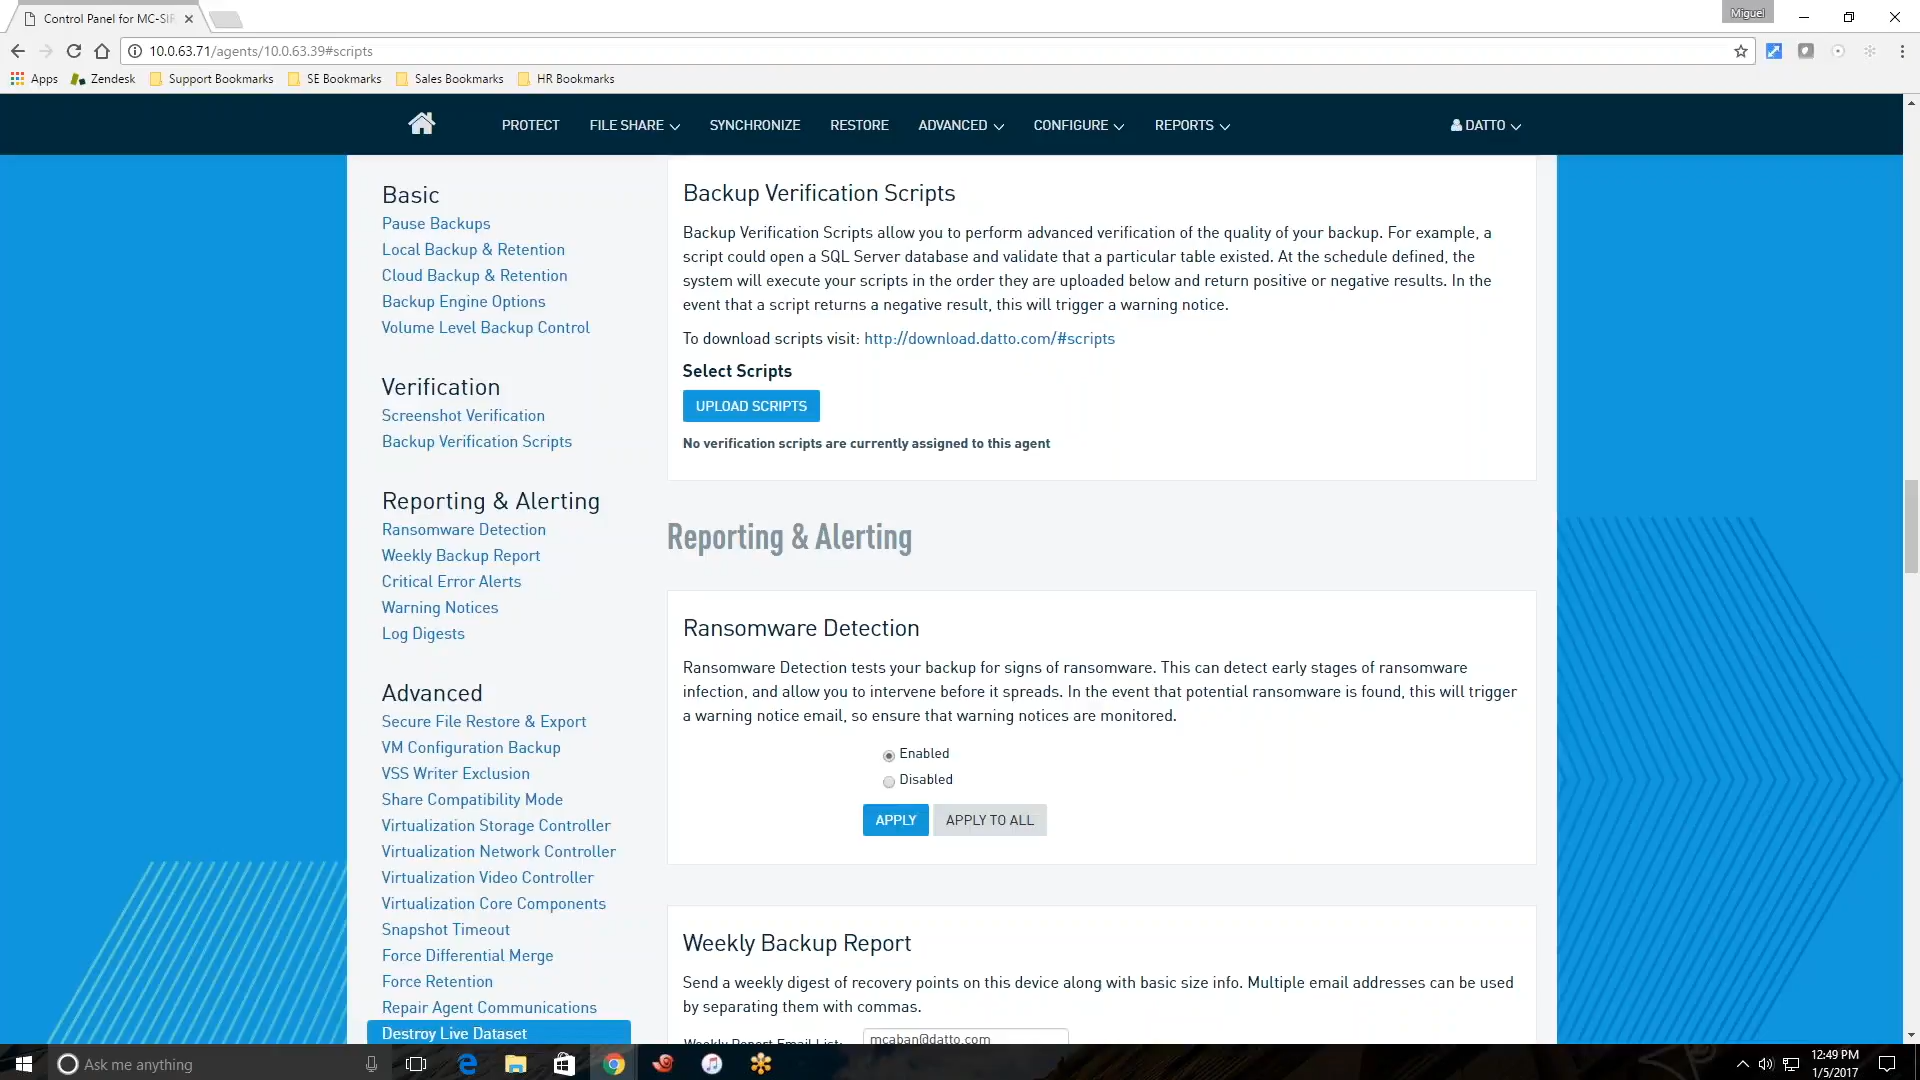 Control Panel for MC-SI
Miguel
10.0.63.71/agents/10.0.63.39#scripts
Apps Zendesk Support Bookmarks SE Bookmarks Sales Bookmarks HR Bookmarks
PROTECT FILE SHARE SYNCHRONIZE RESTORE ADVANCED CONFIGURE REPORTS DATTO
Basic
Pause Backups
Local Backup & Retention
Cloud Backup & Retention
Backup Engine Options
Volume Level Backup Control
Verification
Screenshot Verification
Backup Verification Scripts
Reporting & Alerting
Ransomware Detection
Weekly Backup Report
Critical Error Alerts
Warning Notices
Log Digests
Advanced
Secure File Restore & Export
VM Configuration Backup
VSS Writer Exclusion
Share Compatibility Mode
Virtualization Storage Controller
Virtualization Network Controller
Virtualization Video Controller
Virtualization Core Components
Snapshot Timeout
Force Differential Merge
Force Retention
Repair Agent Communications
Destroy Live Dataset
Backup Verification Scripts
Backup Verification Scripts allow you to perform advanced verification of the quality of your backup. For example, a
script could open a SQL Server database and validate that a particular table existed. At the schedule defined, the
system will execute your scripts in the order they are uploaded below and return positive or negative results. In the
event that a script returns a negative result, this will trigger a warning notice.
To download scripts visit: http://download.datto.com/#scripts
Select Scripts
UPLOAD SCRIPTS
No verification scripts are currently assigned to this agent
Reporting & Alerting
Ransomware Detection
Ransomware Detection tests your backup for signs of ransomware. This can detect early stages of ransomware
infection, and allow you to intervene before it spreads. In the event that potential ransomware is found, this will trigger
a warning notice email, so ensure that warning notices are monitored.
Enabled
Disabled
APPLY APPLY TO ALL
Weekly Backup Report
Send a weekly digest of recovery points on this device along with basic size info. Multiple email addresses can be used
by separating them with commas.
Weekly Report Email List: mcaban@datto.com
Ask me anything
12:49 PM
1/5/2017